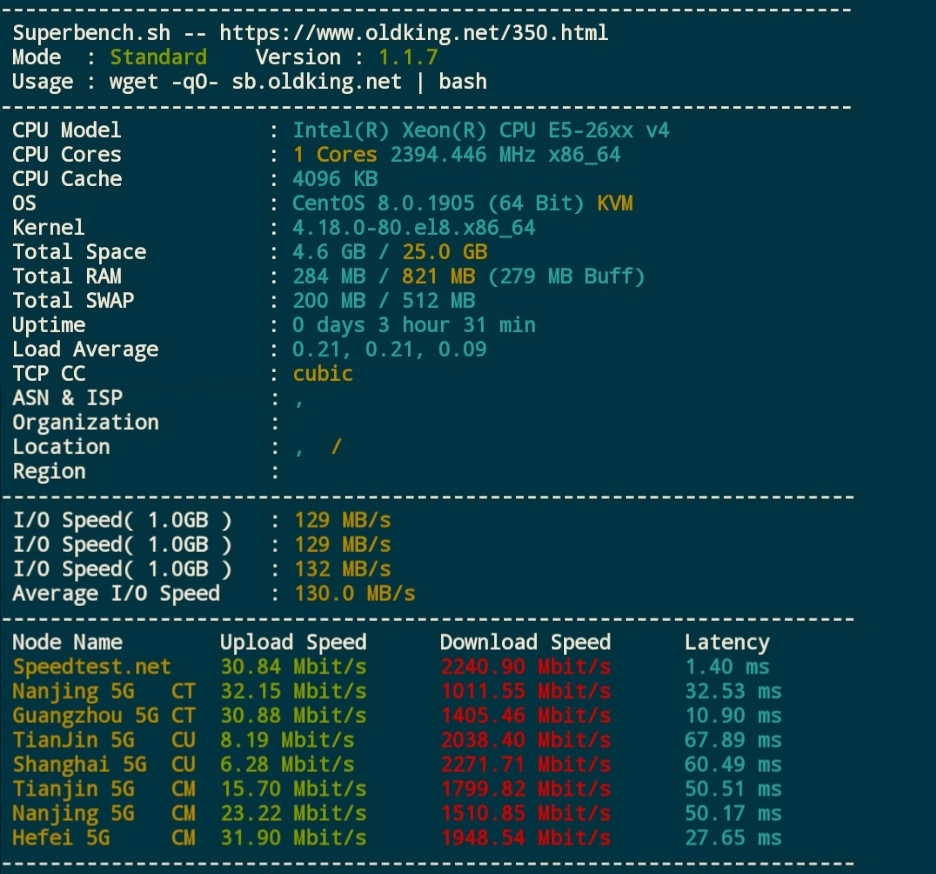 ----------------------------------------------------------------------
Superbench.sh -- https://www.oldking.net/350.html
Mode : Standard Version : 1.1.7
Usage : wget -qO- sb.oldking.net | bash
----------------------------------------------------------------------
CPU Model : Intel(R) Xeon(R) CPU E5-26xx v4
CPU Cores : 1 Cores 2394.446 MHz x86_64
CPU Cache : 4096 KB
OS : CentOS 8.0.1905 (64 Bit) KVM
Kernel : 4.18.0-80.el8.x86_64
Total Space : 4.6 GB / 25.0 GB
Total RAM : 284 MB / 821 MB (279 MB Buff)
Total SWAP : 200 MB / 512 MB
Uptime : 0 days 3 hour 31 min
Load Average : 0.21, 0.21, 0.09
TCP CC : cubic
ASN & ISP : ,
Organization :
Location : , /
Region :
----------------------------------------------------------------------
I/O Speed( 1.0GB ) : 129 MB/s
I/O Speed( 1.0GB ) : 129 MB/s
I/O Speed( 1.0GB ) : 132 MB/s
Average I/O Speed : 130.0 MB/s
----------------------------------------------------------------------
Node Name Upload Speed Download Speed Latency
Speedtest.net 30.84 Mbit/s 2240.90 Mbit/s 1.40 ms
Nanjing 5G CT 32.15 Mbit/s 1011.55 Mbit/s 32.53 ms
Guangzhou 5G CT 30.88 Mbit/s 1405.46 Mbit/s 10.90 ms
TianJin 5G CU 8.19 Mbit/s 2038.40 Mbit/s 67.89 ms
Shanghai 5G CU 6.28 Mbit/s 2271.71 Mbit/s 60.49 ms
Tianjin 5G CM 15.70 Mbit/s 1799.82 Mbit/s 50.51 ms
Nanjing 5G CM 23.22 Mbit/s 1510.85 Mbit/s 50.17 ms
Hefei 5G CM 31.90 Mbit/s 1948.54 Mbit/s 27.65 ms
----------------------------------------------------------------------